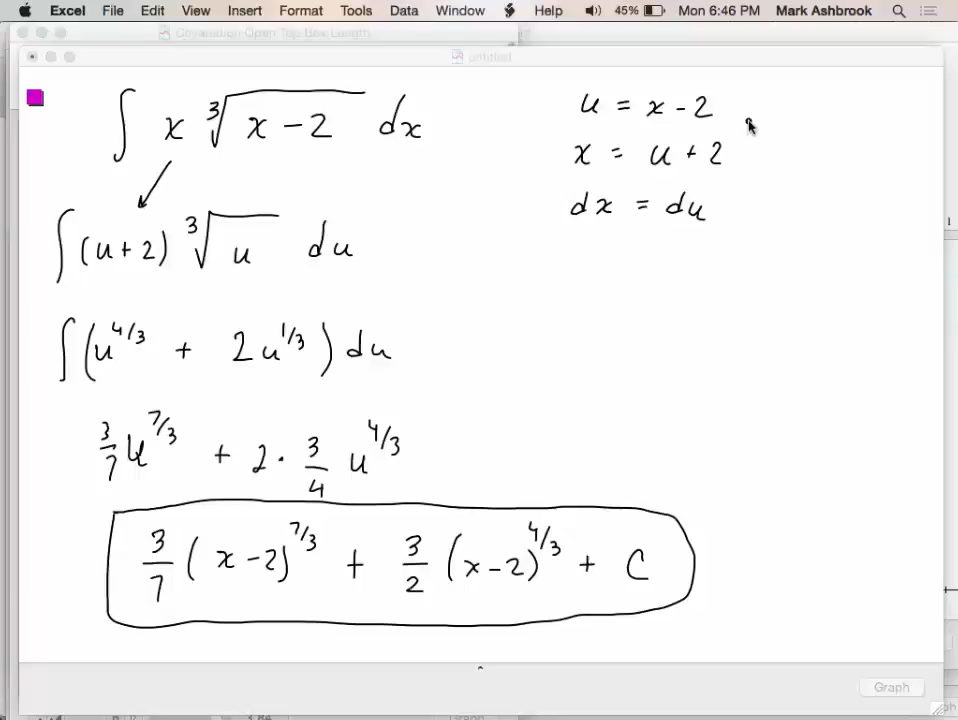 Excel File Edit View Insert Format Tools Data Window Help 45% Mon 6:46 PM Mark Ashbrook
untitled
∫ x ∛(x - 2) dx
u = x - 2
x = u + 2
dx = du
∫ (u + 2) ∛u du
∫ (u^{4/3} + 2u^{1/3}) du
3/7 u^{7/3} + 2 · 3/4 u^{4/3}
3/7 (x - 2)^{7/3} + 3/2 (x - 2)^{4/3} + C
Graph